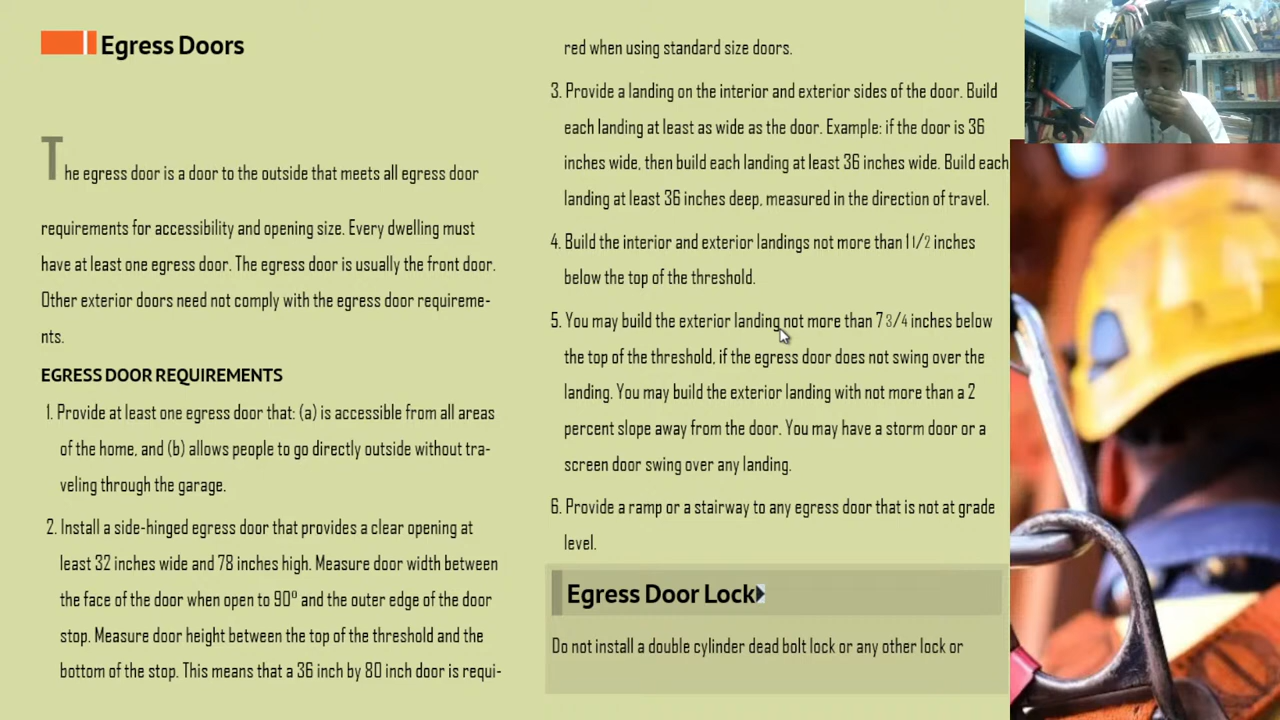 Egress Doors
The egress door is a door to the outside that meets all egress door
requirements for accessibility and opening size. Every dwelling must
have at least one egress door. The egress door is usually the front door.
Other exterior doors need not comply with the egress door requireme-
nts.
EGRESS DOOR REQUIREMENTS
1. Provide at least one egress door that: (a) is accessible from all areas
of the home, and (b) allows people to go directly outside without tra-
veling through the garage.
2. Install a side-hinged egress door that provides a clear opening at
least 32 inches wide and 78 inches high. Measure door width between
the face of the door when open to 90º and the outer edge of the door
stop. Measure door height between the top of the threshold and the
bottom of the stop. This means that a 36 inch by 80 inch door is requi-
red when using standard size doors.
3. Provide a landing on the interior and exterior sides of the door. Build
each landing at least as wide as the door. Example: if the door is 36
inches wide, then build each landing at least 36 inches wide. Build each
landing at least 36 inches deep, measured in the direction of travel.
4. Build the interior and exterior landings not more than 1 1/2 inches
below the top of the threshold.
5. You may build the exterior landing not more than 7 3/4 inches below
the top of the threshold, if the egress door does not swing over the
landing. You may build the exterior landing with not more than a 2
percent slope away from the door. You may have a storm door or a
screen door swing over any landing.
6. Provide a ramp or a stairway to any egress door that is not at grade
level.
Egress Door Lock
Do not install a double cylinder dead bolt lock or any other lock or